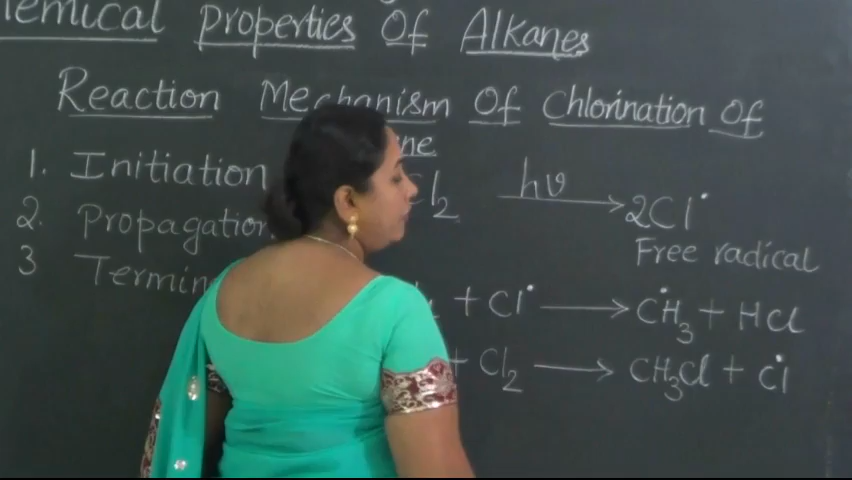 hemical Properties Of Alkanes
Reaction Mechanism Of Chlorination Of
ne
1. Initiation
l₂ hν → 2Cl•
2. Propagation
Free radical
3 Termin
+ Cl• → ĊH₃ + HCl
+ Cl₂ → CH₃Cl + Ċl